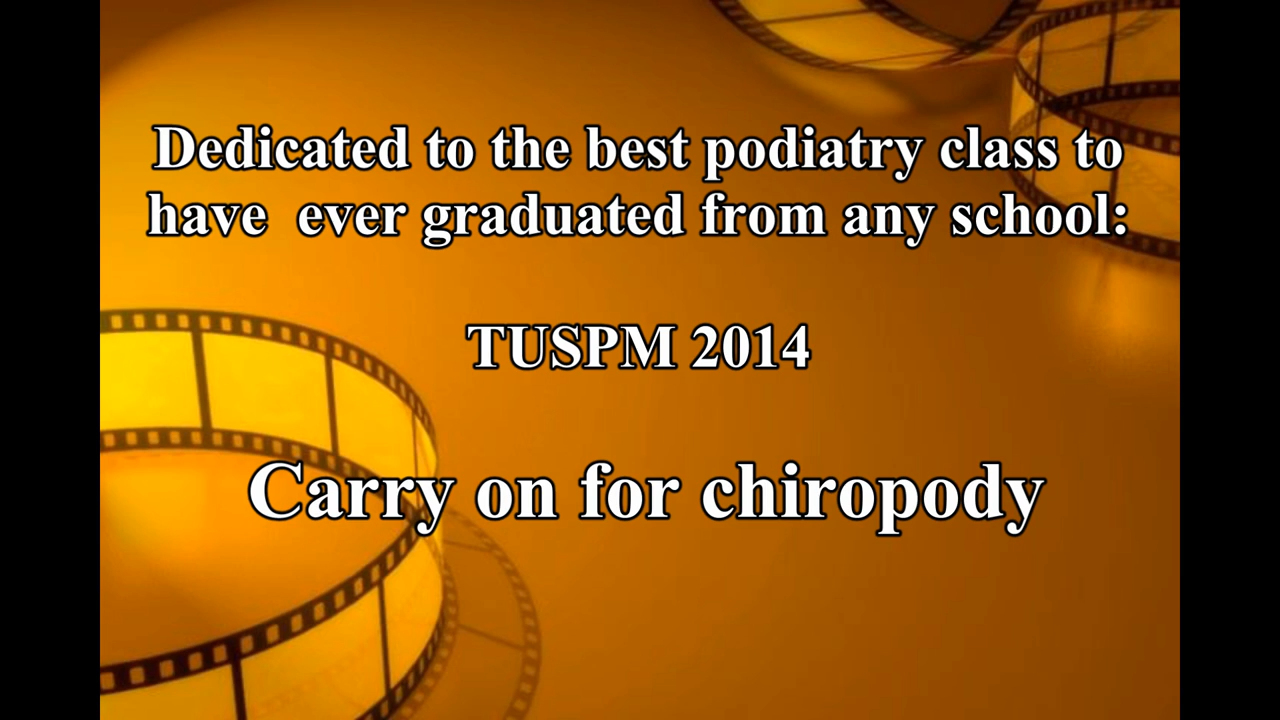 Dedicated to the best podiatry class to
have  ever graduated from any school:
TUSPM 2014
Carry on for chiropody